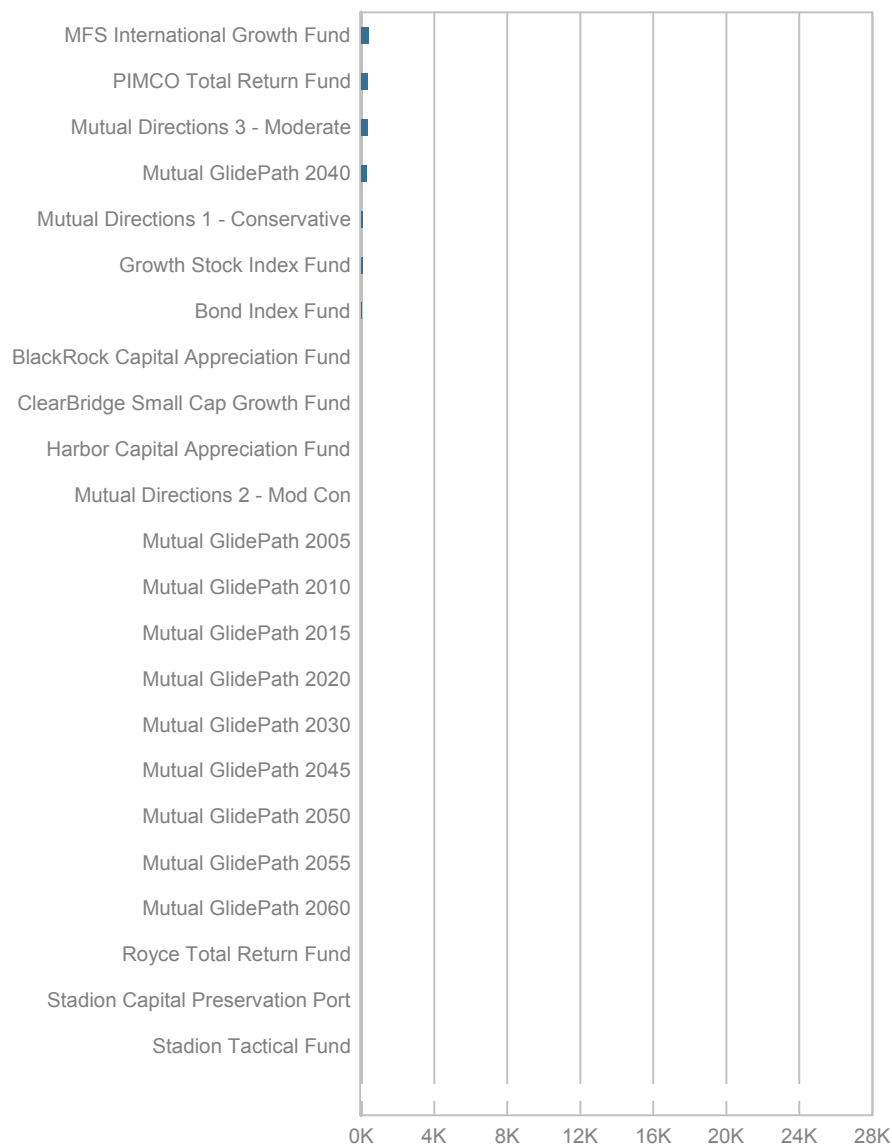 MFS International Growth Fund
PIMCO Total Return Fund
Mutual Directions 3 - Moderate
Mutual GlidePath 2040
Mutual Directions 1 - Conservative
Growth Stock Index Fund
Bond Index Fund
BlackRock Capital Appreciation Fund
ClearBridge Small Cap Growth Fund
Harbor Capital Appreciation Fund
Mutual Directions 2 - Mod Con
Mutual GlidePath 2005
Mutual GlidePath 2010
Mutual GlidePath 2015
Mutual GlidePath 2020
Mutual GlidePath 2030
Mutual GlidePath 2045
Mutual GlidePath 2050
Mutual GlidePath 2055
Mutual GlidePath 2060
Royce Total Return Fund
Stadion Capital Preservation Port
Stadion Tactical Fund
0K 4K 8K 12K 16K 20K 24K 28K